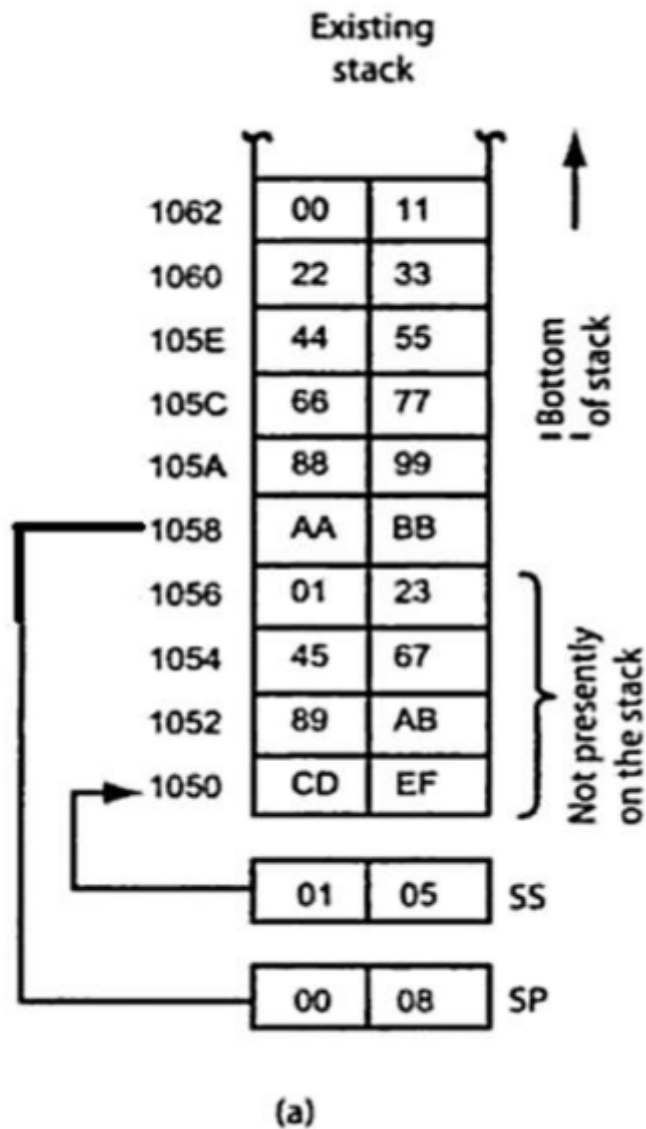 Existing
stack
1062 00 11
1060 22 33
105E 44 55
105C 66 77
105A 88 99
1058 AA BB
1056 01 23
1054 45 67
1052 89 AB
1050 CD EF
Bottom
of stack
Not presently
on the stack
01 05 SS
00 08 SP
(a)